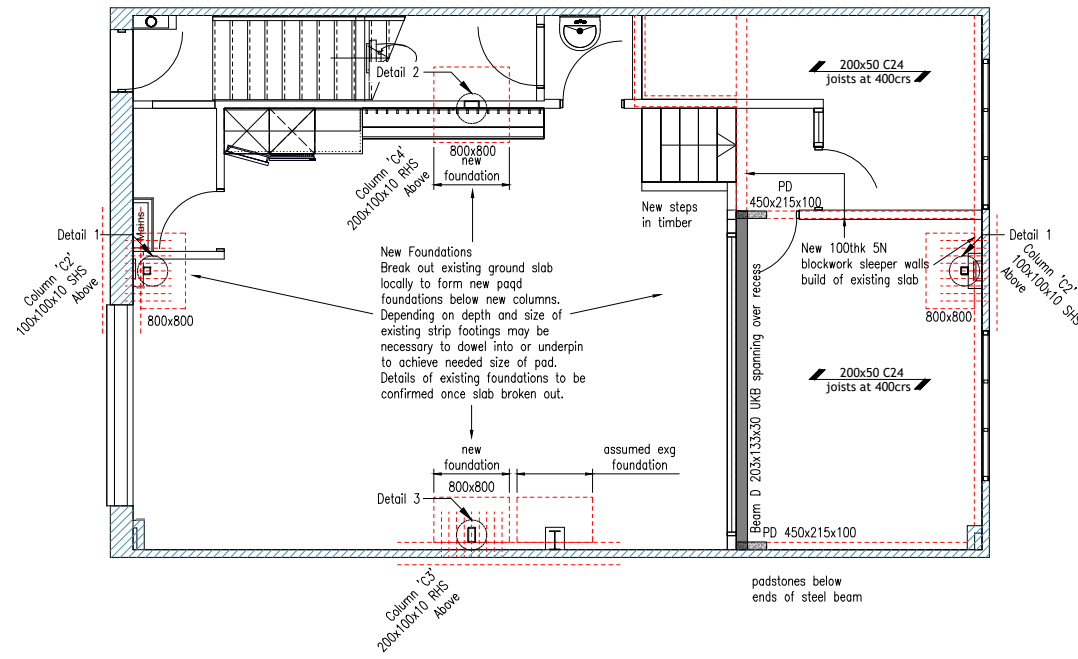 200x50 C24
joists at 400crs
Detail 2
800x800
new
foundation
Column 'C4'
200x100x10 RHS
Above
PD
450x215x100
New steps
in timber
Mains
Detail 1
Column 'C2'
100x100x10 SHS
Above
800x800
New Foundations
Break out existing ground slab
locally to form new paqd
foundations below new columns.
Depending on depth and size of
existing strip footings may be
necessary to dowel into or underpin
to achieve needed size of pad.
Details of existing foundations to be
confirmed once slab broken out.
New 100thk 5N
blockwork sleeper walls
build of existing slab
Detail 1
Column 'C2'
100x100x10 SHS
Above
800x800
Beam D 203x133x30 UKB spanning over recess
200x50 C24
joists at 400crs
new
foundation
800x800
assumed exg
foundation
Detail 3
PD 450x215x100
Column 'C3'
200x100x10 RHS
Above
padstones below
ends of steel beam